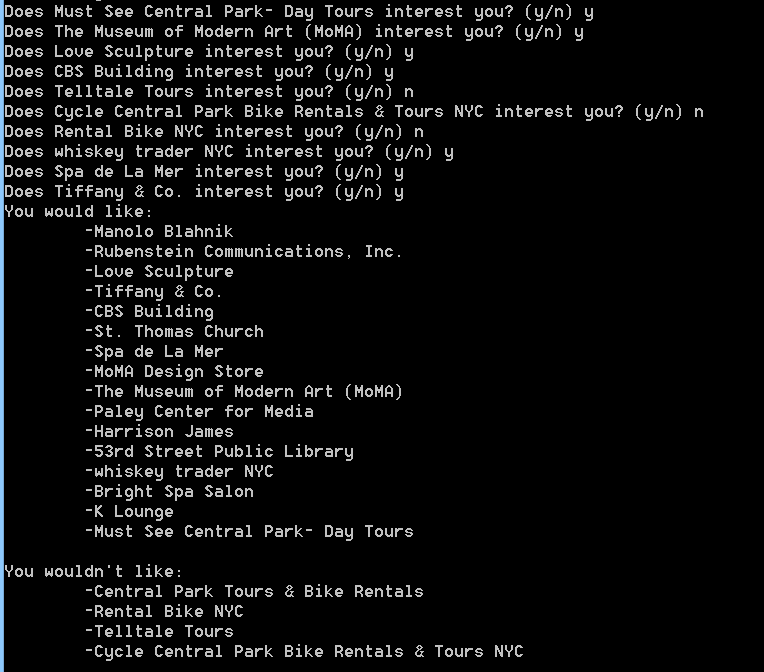 Does Must See Central Park- Day Tours interest you? (y/n) y
Does The Museum of Modern Art (MoMA) interest you? (y/n) y
Does Love Sculpture interest you? (y/n) y
Does CBS Building interest you? (y/n) y
Does Telltale Tours interest you? (y/n) n
Does Cycle Central Park Bike Rentals & Tours NYC interest you? (y/n) n
Does Rental Bike NYC interest you? (y/n) n
Does whiskey trader NYC interest you? (y/n) y
Does Spa de La Mer interest you? (y/n) y
Does Tiffany & Co. interest you? (y/n) y
You would like:
-Manolo Blahnik
-Rubenstein Communications, Inc.
-Love Sculpture
-Tiffany & Co.
-CBS Building
-St. Thomas Church
-Spa de La Mer
-MoMA Design Store
-The Museum of Modern Art (MoMA)
-Paley Center for Media
-Harrison James
-53rd Street Public Library
-whiskey trader NYC
-Bright Spa Salon
-K Lounge
-Must See Central Park- Day Tours
You wouldn't like:
-Central Park Tours & Bike Rentals
-Rental Bike NYC
-Telltale Tours
-Cycle Central Park Bike Rentals & Tours NYC